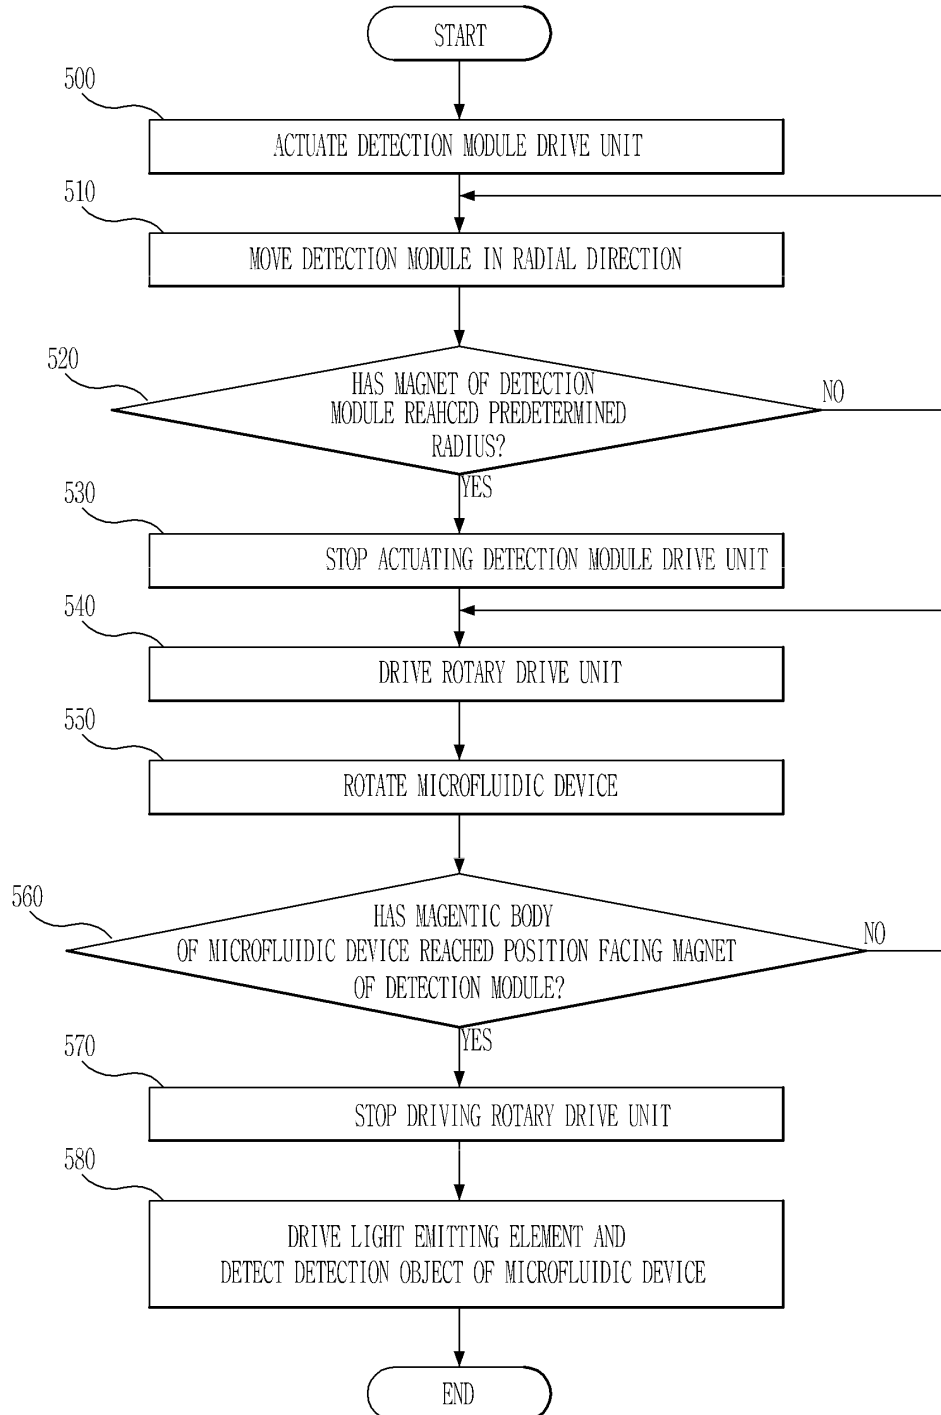 START
500
ACTUATE DETECTION MODULE DRIVE UNIT
510
MOVE DETECTION MODULE IN RADIAL DIRECTION
520
HAS MAGNET OF DETECTION
MODULE REAHCED PREDETERMINED
RADIUS?
NO
YES
530
STOP ACTUATING DETECTION MODULE DRIVE UNIT
540
DRIVE ROTARY DRIVE UNIT
550
ROTATE MICROFLUIDIC DEVICE
560
HAS MAGENTIC BODY
OF MICROFLUIDIC DEVICE REACHED POSITION FACING MAGNET
OF DETECTION MODULE?
NO
YES
570
STOP DRIVING ROTARY DRIVE UNIT
580
DRIVE LIGHT EMITTING ELEMENT AND
DETECT DETECTION OBJECT OF MICROFLUIDIC DEVICE
END